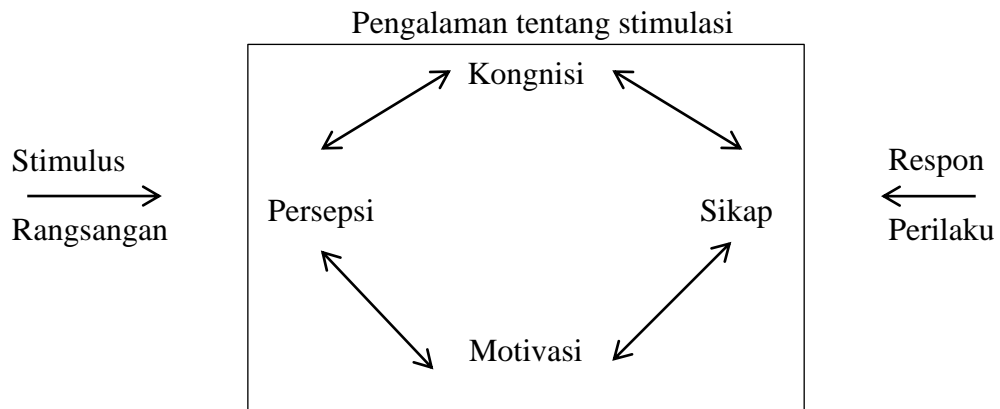 Pengalaman tentang stimulasi
Kongnisi
Stimulus
Rangsangan
Persepsi
Sikap
Respon
Perilaku
Motivasi